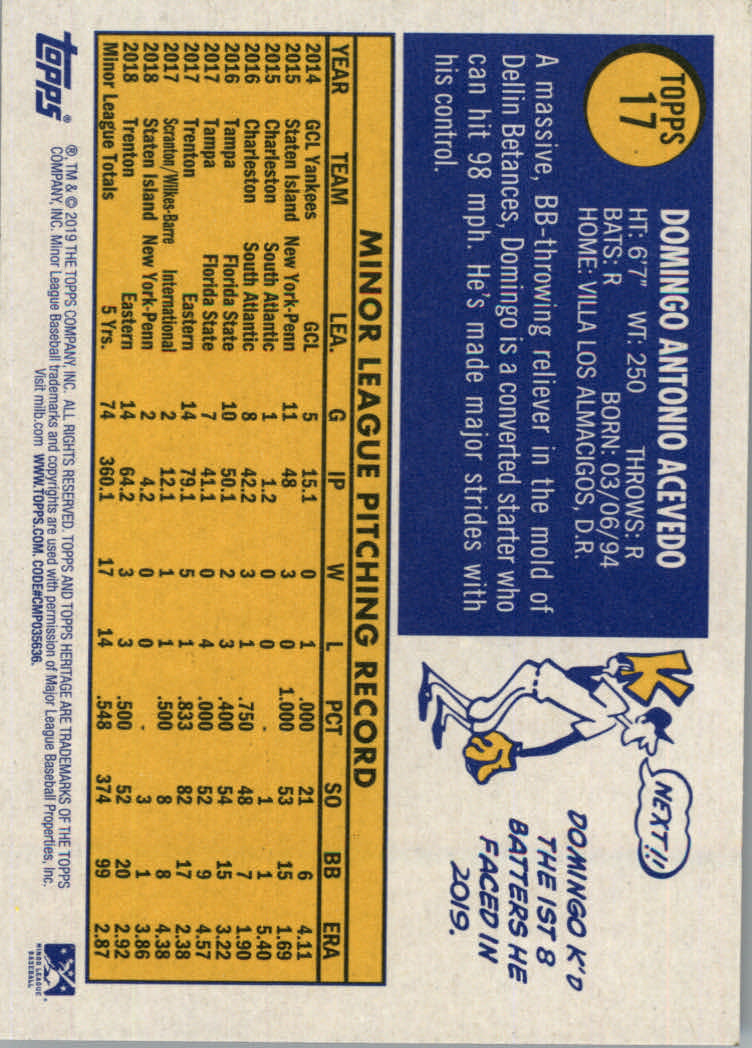 TOPPS
17
DOMINGO ANTONIO ACEVEDO
HT: 6'7" WT: 250 THROWS: R
BATS: R BORN: 03/06/94
HOME: VILLA LOS ALMACIGOS, D.R.
A massive, BB-throwing reliever in the mold of
Dellin Betances, Domingo is a converted starter who
can hit 98 mph. He's made major strides with
his control.
K
NEXT!!
DOMINGO K'D
THE 1ST 8
BATTERS HE
FACED IN
2019.
MINOR LEAGUE PITCHING RECORD
YEAR TEAM LEA. G IP W L PCT SO BB ERA
2014 GCL Yankees GCL 5 15.1 0 1 .000 21 6 4.11
2015 Staten Island New York-Penn 11 48 3 0 1.000 53 15 1.69
2015 Charleston South Atlantic 1 1.2 0 0 - 1 1 5.40
2016 Charleston South Atlantic 8 42.2 3 1 .750 48 7 1.90
2016 Tampa Florida State 10 50.1 2 3 .400 54 15 3.22
2017 Tampa Florida State 7 41.1 0 4 .000 52 9 4.57
2017 Trenton Eastern 14 79.1 5 1 .833 82 17 2.38
2017 Scranton/Wilkes-Barre International 2 12.1 1 1 .500 8 8 4.38
2018 Staten Island New York-Penn 2 4.2 0 0 - 3 1 3.86
2018 Trenton Eastern 14 64.2 3 3 .500 52 20 2.92
Minor League Totals 5 Yrs. 74 360.1 17 14 .548 374 99 2.87
Topps®
®, TM & © 2019 THE TOPPS COMPANY, INC. ALL RIGHTS RESERVED. TOPPS AND TOPPS HERITAGE ARE TRADEMARKS OF THE TOPPS
COMPANY, INC. Minor League Baseball trademarks and copyrights are used with permission of Major League Baseball Properties, Inc.
Visit milb.com WWW.TOPPS.COM. CODE#CMP035636.
MINOR LEAGUE
BASEBALL